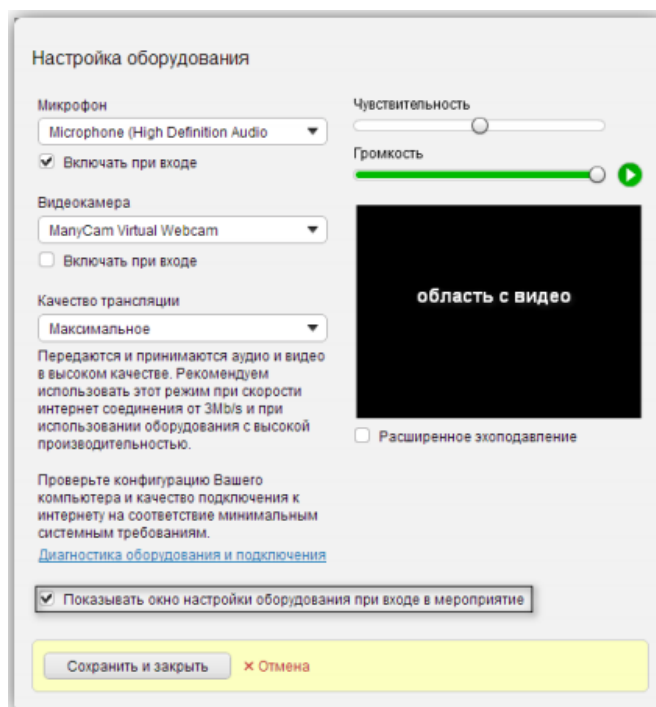 Настройка оборудования
Микрофон
Microphone (High Definition Audio
Включать при входе
Видеокамера
ManyCam Virtual Webcam
Включать при входе
Качество трансляции
Максимальное
Передаются и принимаются аудио и видео
в высоком качестве. Рекомендуем
использовать этот режим при скорости
интернет соединения от 3Mb/s и при
использовании оборудования с высокой
производительностью.
Проверьте конфигурацию Вашего
компьютера и качество подключения к
интернету на соответствие минимальным
системным требованиям.
Диагностика оборудования и подключения
Чувствительность
Громкость
область с видео
Расширенное эхоподавление
Показывать окно настройки оборудования при входе в мероприятие
Сохранить и закрыть
Отмена